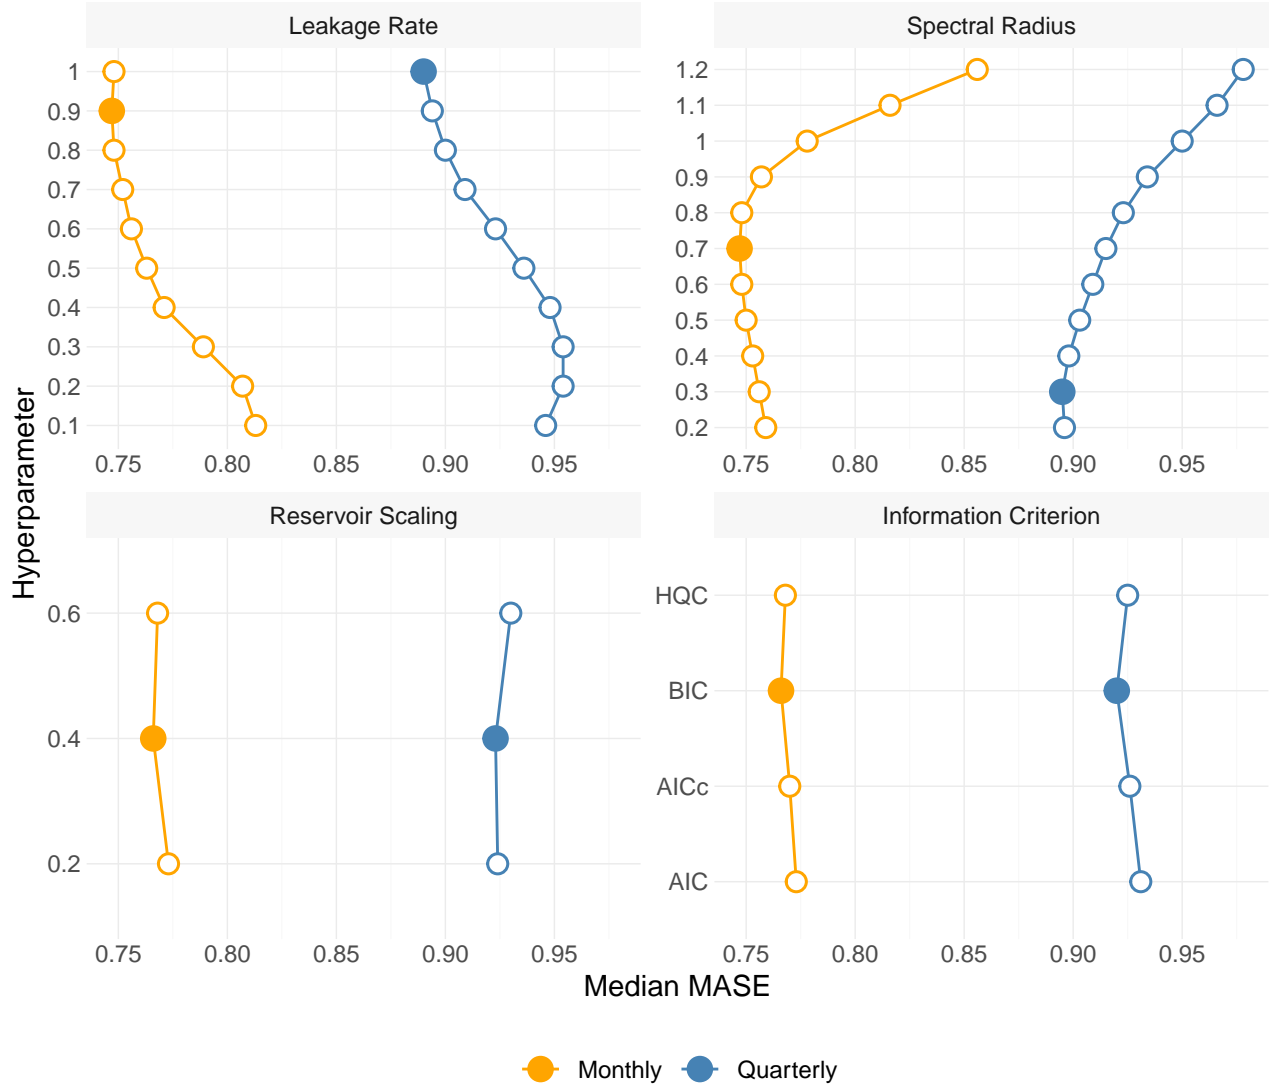 Leakage Rate
Spectral Radius
1
0.9
0.8
0.7
0.6
0.5
0.4
0.3
0.2
0.1
0.75 0.80 0.85 0.90 0.95
1.2
1.1
1
0.9
0.8
0.7
0.6
0.5
0.4
0.3
0.2
0.75 0.80 0.85 0.90 0.95
Hyperparameter
Reservoir Scaling
Information Criterion
0.6
0.4
0.2
0.75 0.80 0.85 0.90 0.95
HQC
BIC
AICc
AIC
0.75 0.80 0.85 0.90 0.95
Median MASE
Monthly Quarterly